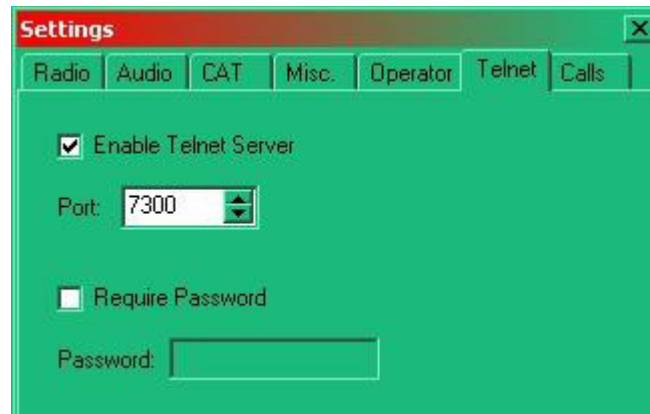 Settings
Radio Audio CAT Misc. Operator Telnet Calls
Enable Telnet Server
Port: 7300
Require Password
Password: